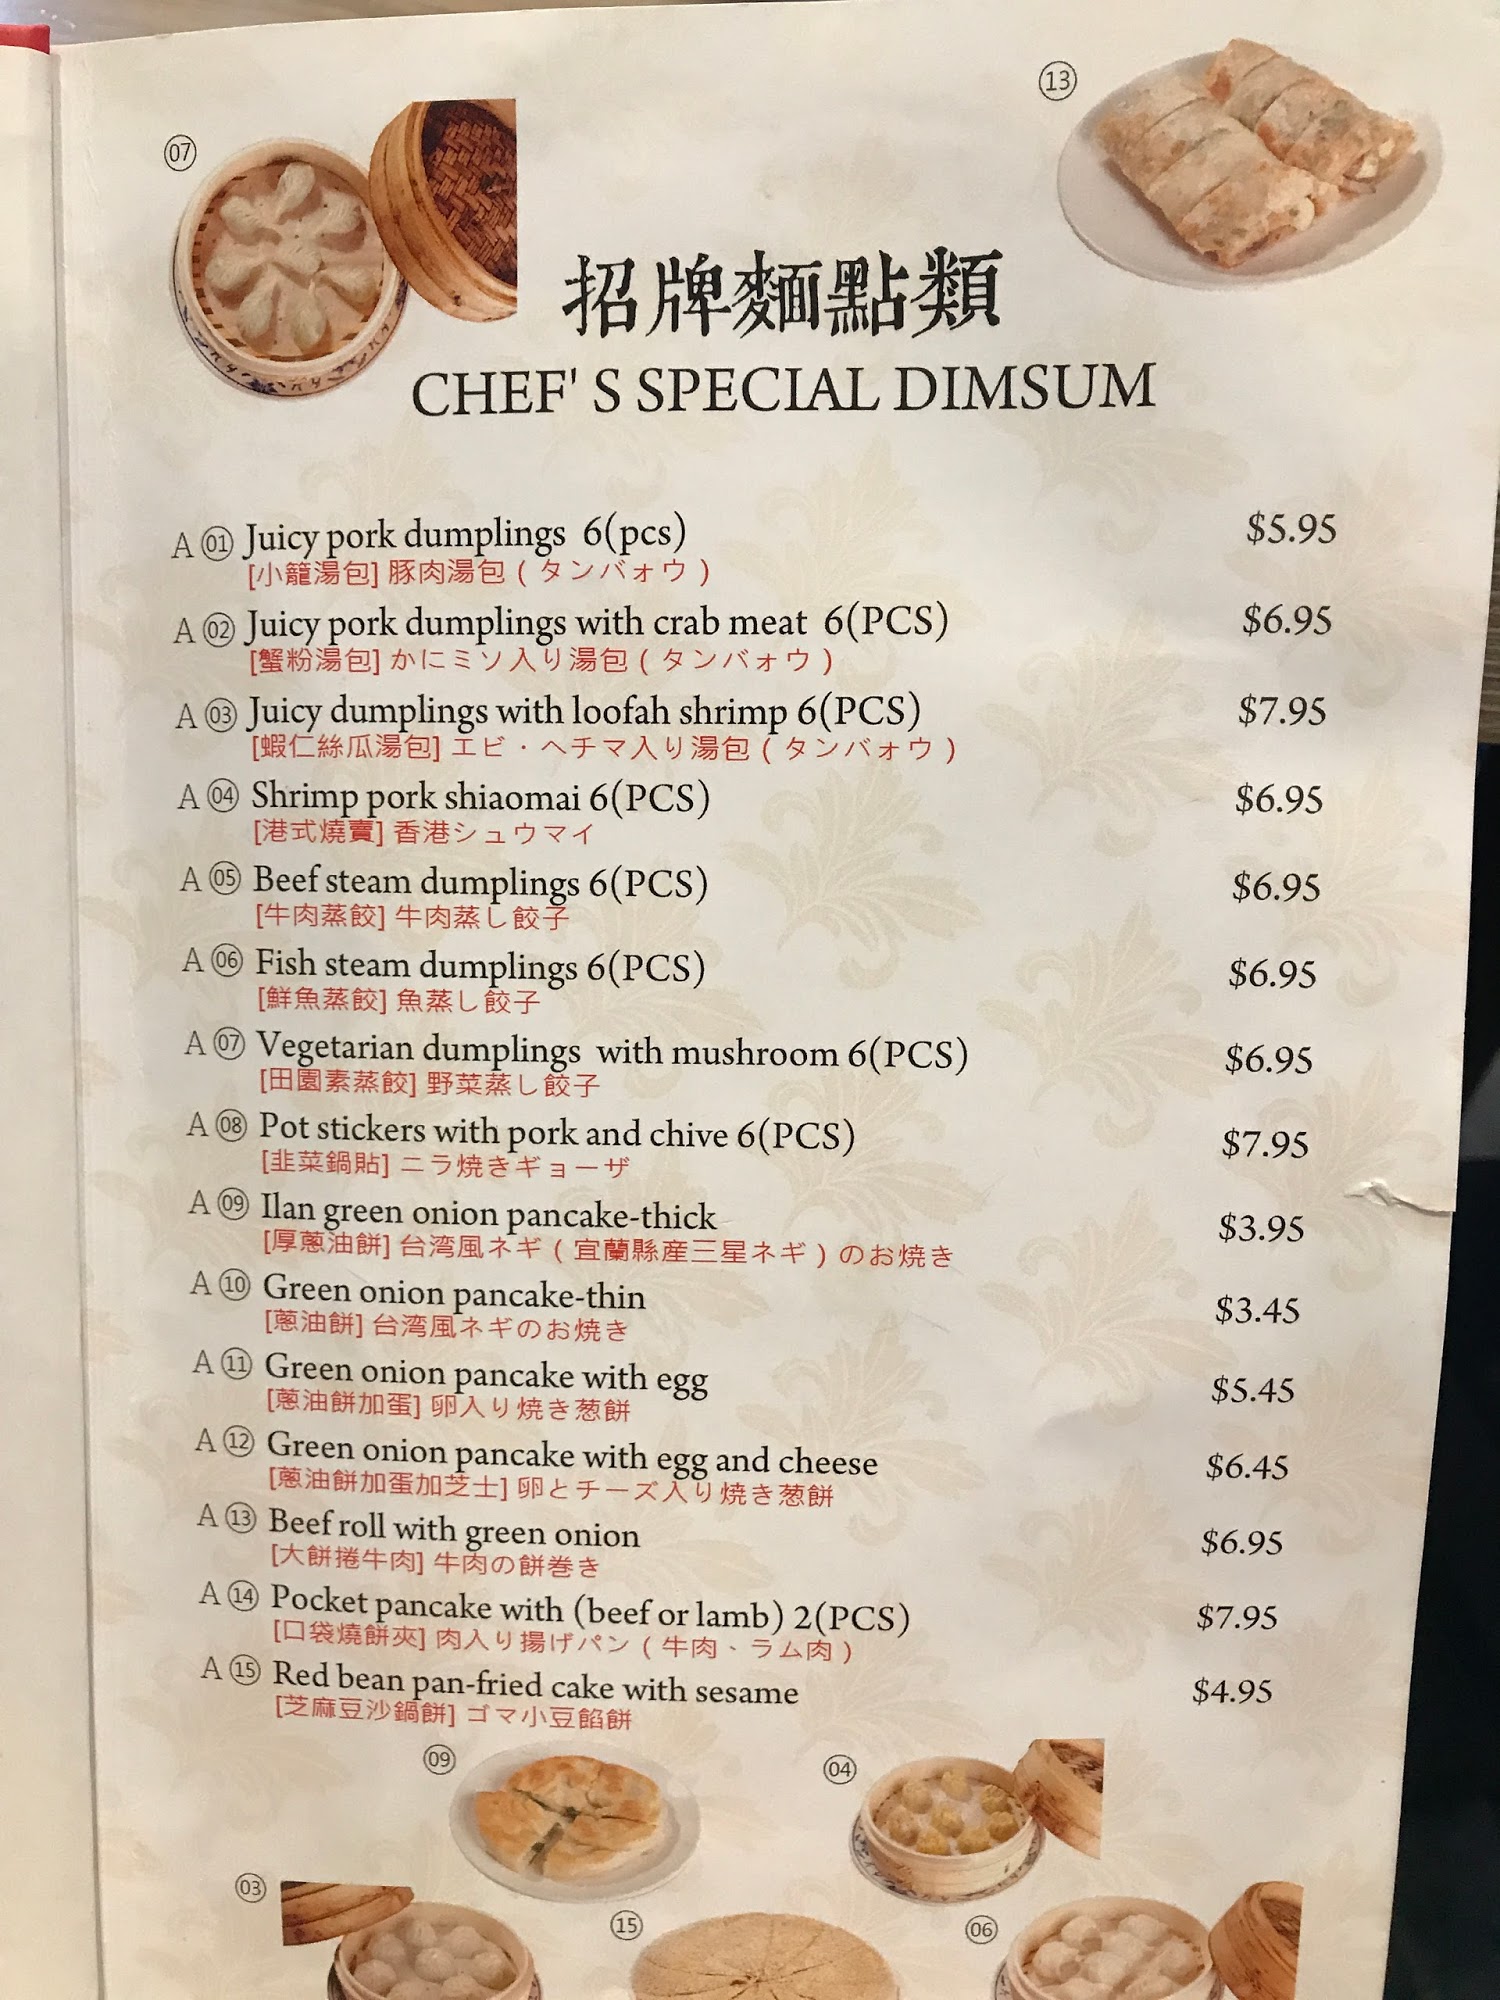 07
13
招牌麵點類
CHEF' S SPECIAL DIMSUM
A 01 Juicy pork dumplings 6(pcs) $5.95
[小籠湯包] 豚肉湯包 ( タンバォウ )
A 02 Juicy pork dumplings with crab meat 6(PCS) $6.95
[蟹粉湯包] かにミソ入り湯包 ( タンバォウ )
A 03 Juicy dumplings with loofah shrimp 6(PCS) $7.95
[蝦仁絲瓜湯包] エビ・ヘチマ入り湯包 ( タンバォウ )
A 04 Shrimp pork shiaomai 6(PCS) $6.95
[港式燒賣] 香港シュウマイ
A 05 Beef steam dumplings 6(PCS) $6.95
[牛肉蒸餃] 牛肉蒸し餃子
A 06 Fish steam dumplings 6(PCS) $6.95
[鮮魚蒸餃] 魚蒸し餃子
A 07 Vegetarian dumplings with mushroom 6(PCS) $6.95
[田園素蒸餃] 野菜蒸し餃子
A 08 Pot stickers with pork and chive 6(PCS) $7.95
[韭菜鍋貼] ニラ焼きギョーザ
A 09 Ilan green onion pancake-thick $3.95
[厚蔥油餅] 台湾風ネギ ( 宜蘭縣産三星ネギ ) のお焼き
A 10 Green onion pancake-thin $3.45
[蔥油餅] 台湾風ネギのお焼き
A 11 Green onion pancake with egg $5.45
[蔥油餅加蛋] 卵入り焼き葱餅
A 12 Green onion pancake with egg and cheese $6.45
[蔥油餅加蛋加芝士] 卵とチーズ入り焼き葱餅
A 13 Beef roll with green onion $6.95
[大餅捲牛肉] 牛肉の餅巻き
A 14 Pocket pancake with (beef or lamb) 2(PCS) $7.95
[口袋燒餅夾] 肉入り揚げパン ( 牛肉、ラム肉 )
A 15 Red bean pan-fried cake with sesame $4.95
[芝麻豆沙鍋餅] ゴマ小豆餡餅
09
04
03
15
06